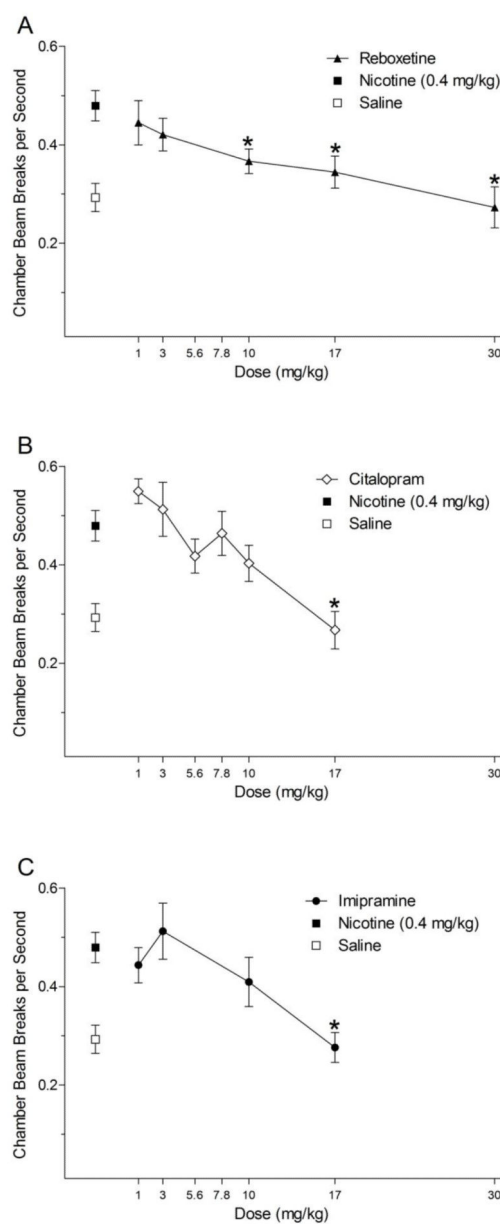 A
0.6
Reboxetine
Nicotine (0.4 mg/kg)
Saline
Chamber Beam Breaks per Second
0.4
0.2
* * *
1 3 5.6 7.8 10 17 30
Dose (mg/kg)
B
0.6
Citalopram
Nicotine (0.4 mg/kg)
Saline
Chamber Beam Breaks per Second
0.4
0.2
*
1 3 5.6 7.8 10 17 30
Dose (mg/kg)
C
0.6
Imipramine
Nicotine (0.4 mg/kg)
Saline
Chamber Beam Breaks per Second
0.4
0.2
*
1 3 5.6 7.8 10 17 30
Dose (mg/kg)